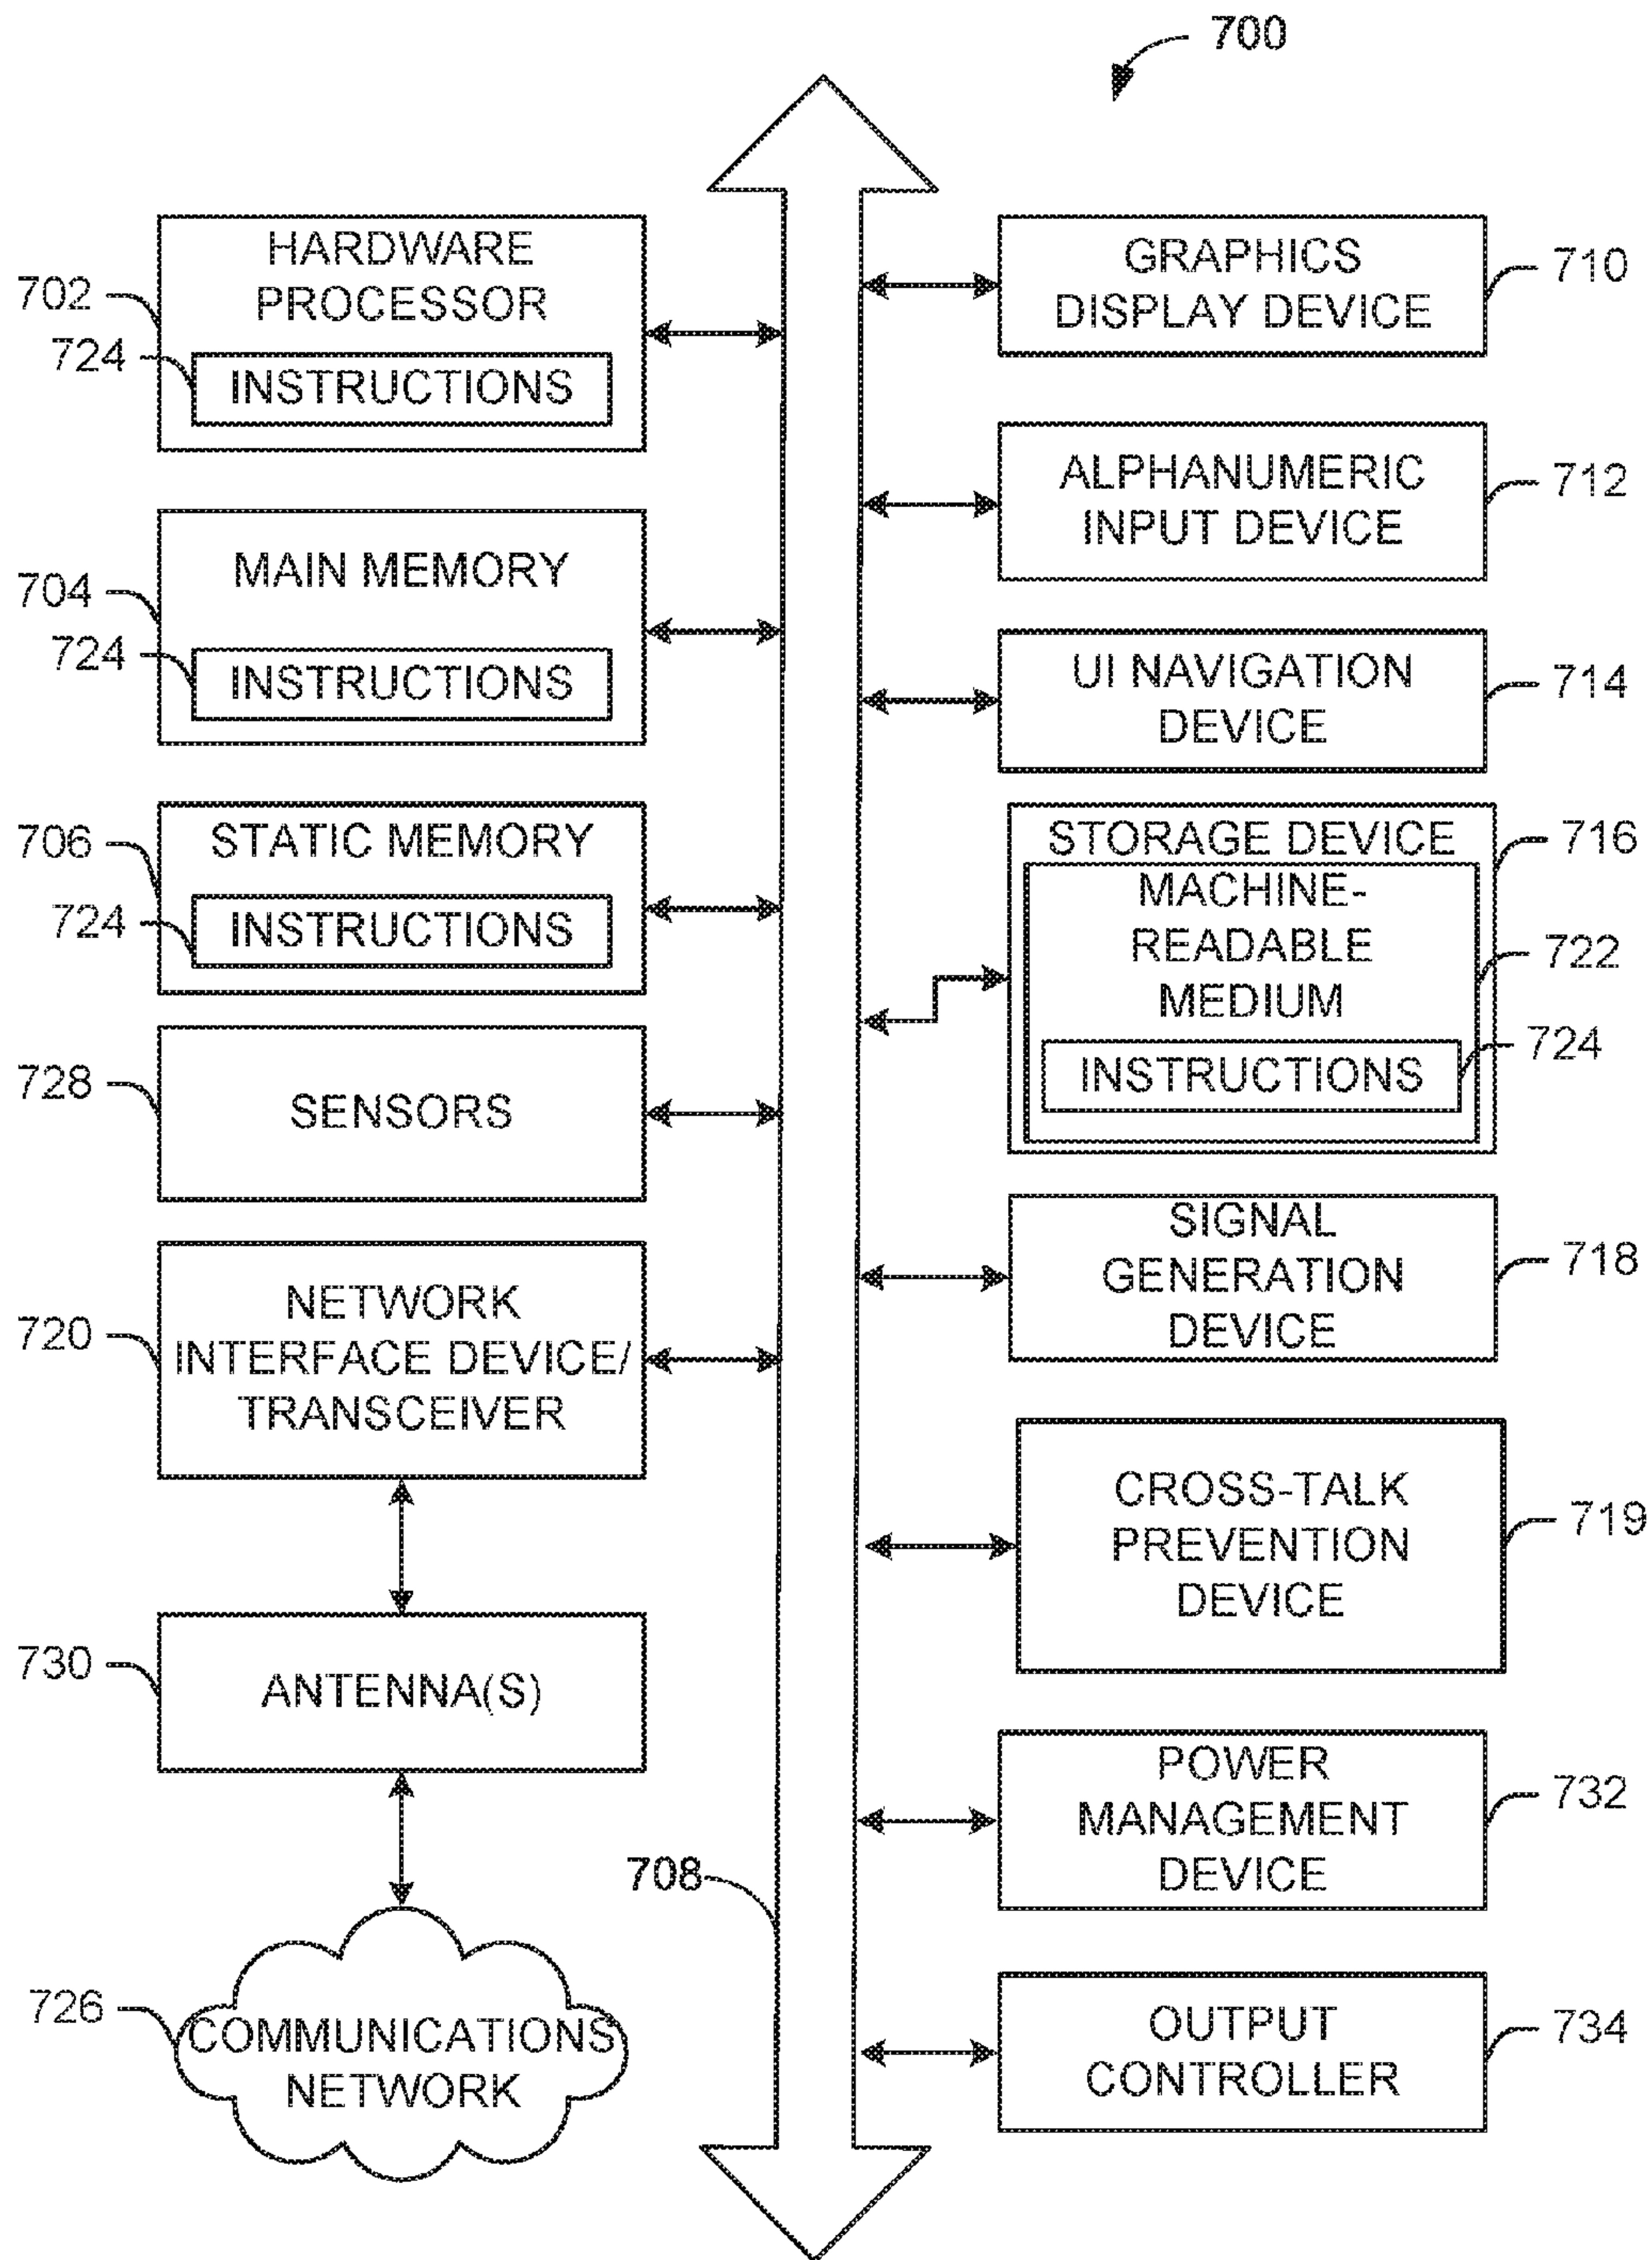 700
HARDWARE
PROCESSOR
702
724
INSTRUCTIONS
MAIN MEMORY
704
724
INSTRUCTIONS
STATIC MEMORY
706
724
INSTRUCTIONS
728
SENSORS
NETWORK
720
INTERFACE DEVICE/
TRANSCEIVER
730
ANTENNA(S)
708
726
COMMUNICATIONS
NETWORK
GRAPHICS
DISPLAY DEVICE
710
ALPHANUMERIC
INPUT DEVICE
712
UI NAVIGATION
DEVICE
714
STORAGE DEVICE
716
MACHINE-
READABLE
MEDIUM
722
INSTRUCTIONS
724
SIGNAL
GENERATION
DEVICE
718
CROSS-TALK
PREVENTION
DEVICE
719
POWER
MANAGEMENT
DEVICE
732
OUTPUT
CONTROLLER
734